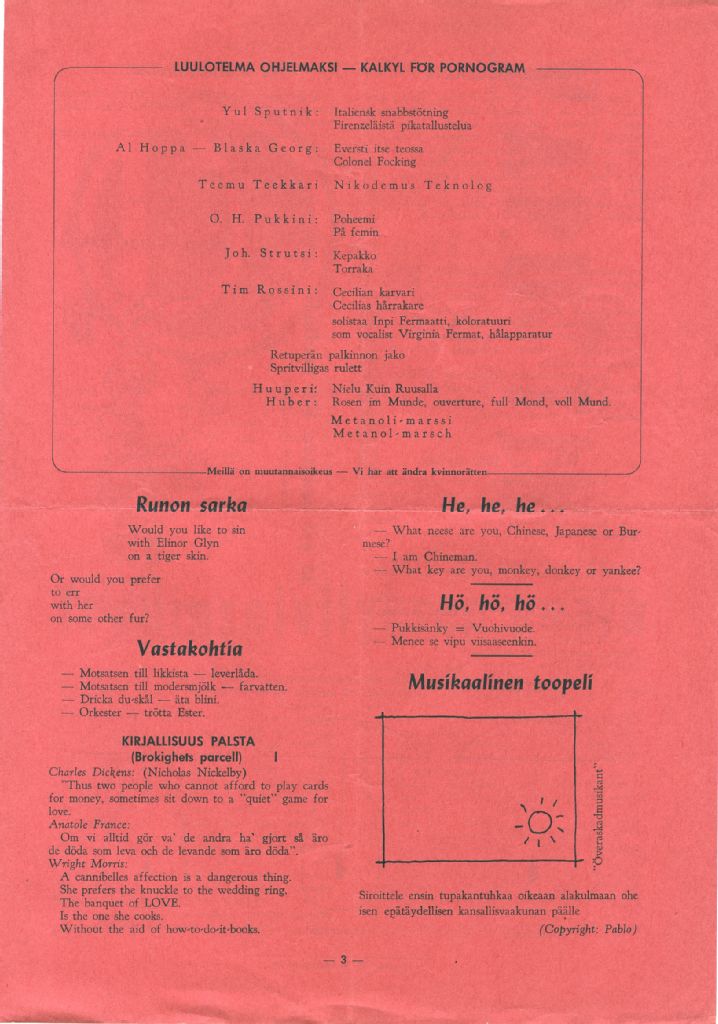 LUULOTELMA OHJELMAKSI — KALKYL FÖR PORNOGRAM
Yul Sputnik: Italiensk snabbstötning
Firenzeläistä pikatallustelua
Al Hoppa — Blaska Georg: Eversti itse teossa
Colonel Focking
Teemu Teekkari Nikodemus Teknolog
O. H. Pukkini: Poheemi
På femin
Joh. Strutsi: Kepakko
Torraka
Tim Rossini: Cecilian karvari
Cecilias hårrakare
solistaa Inpi Fermaatti, koloratuuri
som vocalist Virginia Fermat, hålapparatur
Retuperän palkinnon jako
Spritvilligas rulett
Huuperi: Nielu Kuin Ruusalla
Huber: Rosen im Munde, ouverture, full Mond, voll Mund.
Metanoli-marssi
Metanol-marsch
Meillä on muutannaisoikeus — Vi har att ändra kvinnorätten
Runon sarka
Would you like to sin
with Elinor Glyn
on a tiger skin.
Or would you prefer
to err
with her
on some other fur?
Vastakohtia
— Motsatsen till likkista — leverlåda.
— Motsatsen till modersmjölk — farvatten.
— Dricka du-skål — äta blini.
— Orkester — trötta Ester.
KIRJALLISUUS PALSTA
(Brokighets parcell) I
Charles Dickens: (Nicholas Nickelby)
"Thus two people who cannot afford to play cards
for money, sometimes sit down to a "quiet" game for
love.
Anatole France:
Om vi alltid gör va' de andra ha' gjort så äro
de döda som leva och de levande som äro döda".
Wright Morris:
A cannibelles affection is a dangerous thing.
She prefers the knuckle to the wedding ring.
The banquet of LOVE.
Is the one she cooks.
Without the aid of how-to-do-it-books.
He, he, he...
— What neese are you, Chinese, Japanese or Bur-
mese?
— I am Chineman.
— What key are you, monkey, donkey or yankee?
Hö, hö, hö...
— Pukkisänky = Vuohivuode.
— Menee se vipu viisaaseenkin.
Musikaalinen toopeli
"Överaskadmusikant"
Siroittele ensin tupakantuhkaa oikeaan alakulmaan ohe
isen epätäydellisen kansallisvaakunan päälle
(Copyright: Pablo)
— 3 —